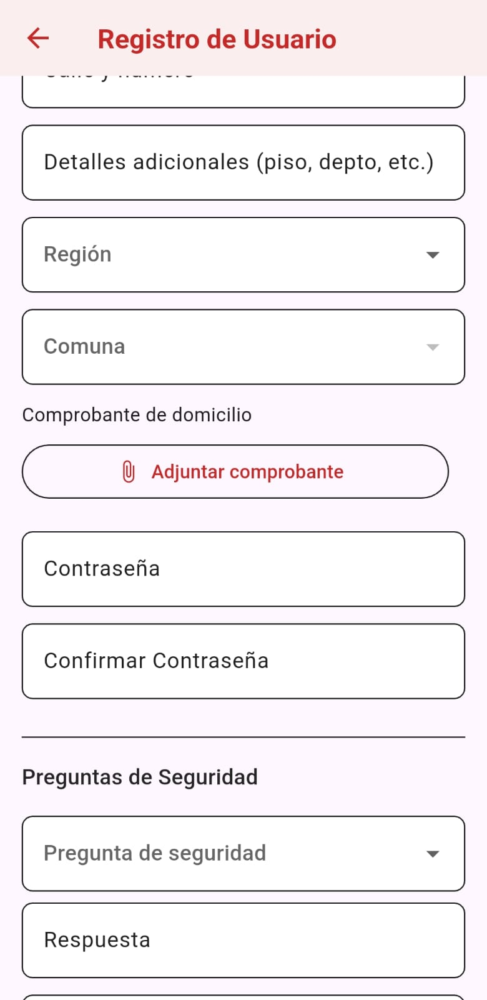 Registro de Usuario
Detalles adicionales (piso, depto, etc.)
Región
Comuna
Comprobante de domicilio
Adjuntar comprobante
Contraseña
Confirmar Contraseña
Preguntas de Seguridad
Pregunta de seguridad
Respuesta